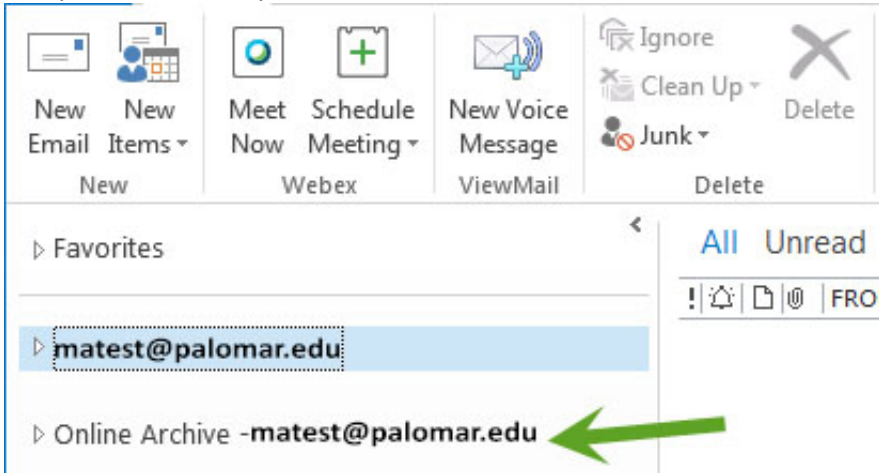 New Email
New Items
Meet Now
Schedule Meeting
New Voice Message
Ignore
Clean Up
Junk
Delete
New
Webex
ViewMail
Delete
Favorites
All Unread
! FRO
matest@palomar.edu
Online Archive -matest@palomar.edu